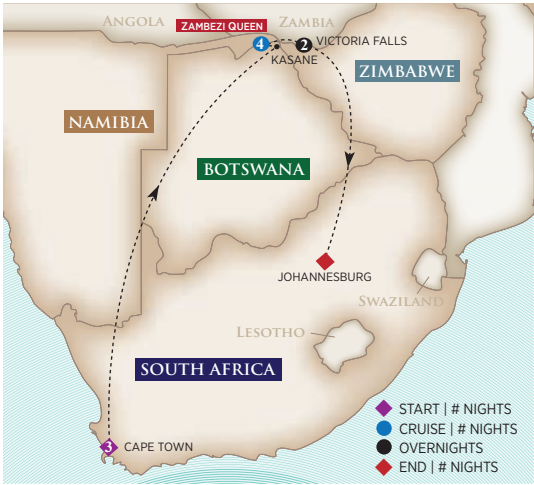 ANGOLA
ZAMBEZI QUEEN
ZAMBIA
4
2
VICTORIA FALLS
KASANE
ZIMBABWE
NAMIBIA
BOTSWANA
JOHANNESBURG
SWAZILAND
LESOTHO
SOUTH AFRICA
3
CAPE TOWN
START | # NIGHTS
CRUISE | # NIGHTS
OVERNIGHTS
END | # NIGHTS